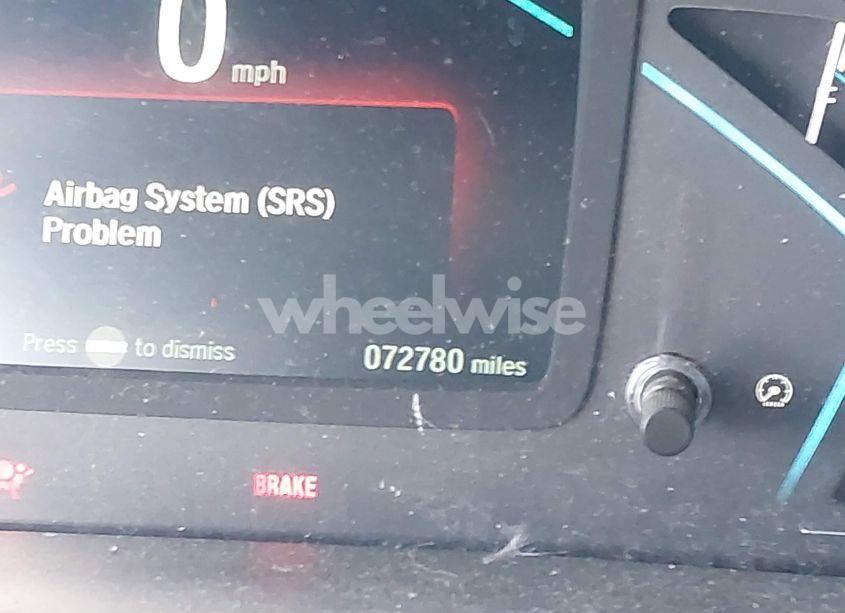 0 mph
F
Airbag System (SRS)
Problem
wheelwise
Press to dismiss
072780 miles
BRAKE